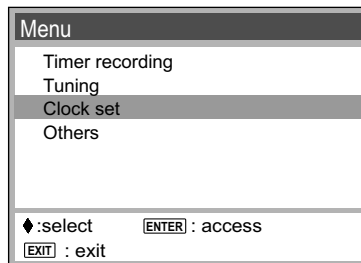 Menu
Timer recording
Tuning
Clock set
Others
♦:select ENTER : access
EXIT : exit